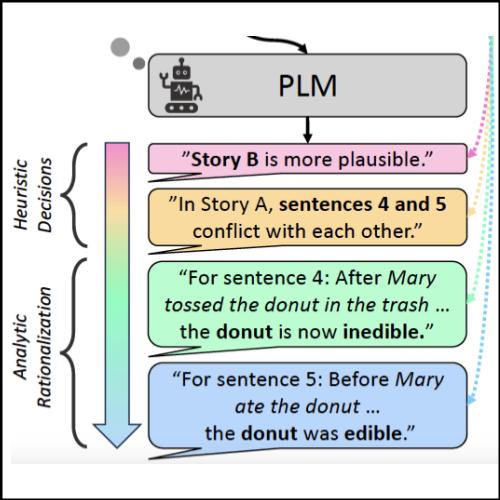 PLM
Heuristic
Decisions
"Story B is more plausible."
"In Story A, sentences 4 and 5
conflict with each other."
Analytic
Rationalization
"For sentence 4: After Mary
tossed the donut in the trash ...
the donut is now inedible."
"For sentence 5: Before Mary
ate the donut ...
the donut was edible."